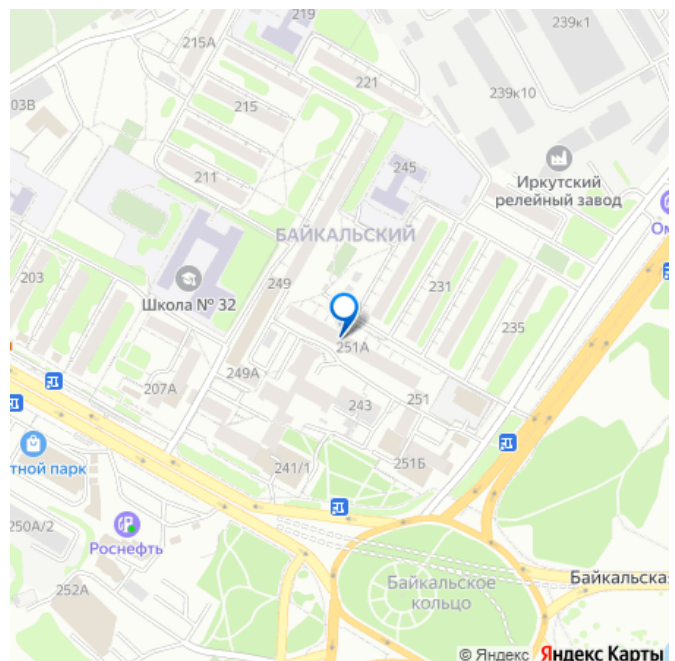 219
239к1
215А
221
239к10
03В
215
245
211
Иркутский
релейный завод
Ом
БАЙКАЛЬСКИЙ
203
Школа № 32
249
231
235
251А
249А
207А
243
251
241/1
251Б
тной парк
250А/2
Роснефть
252А
Байкальское
кольцо
Байкальская
© Яндекс Яндекс Карты